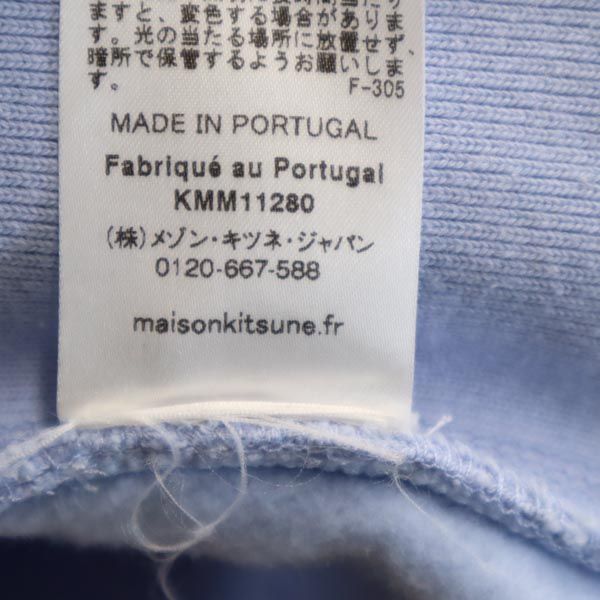 ますと、変色する場合があります。
す。光の当たる場所に放置せず、
暗所で保管するようお願いしま
す。
F-305
MADE IN PORTUGAL
Fabriqué au Portugal
KMM11280
(株)メゾン・キツネ・ジャパン
0120-667-588
maisonkitsune.fr